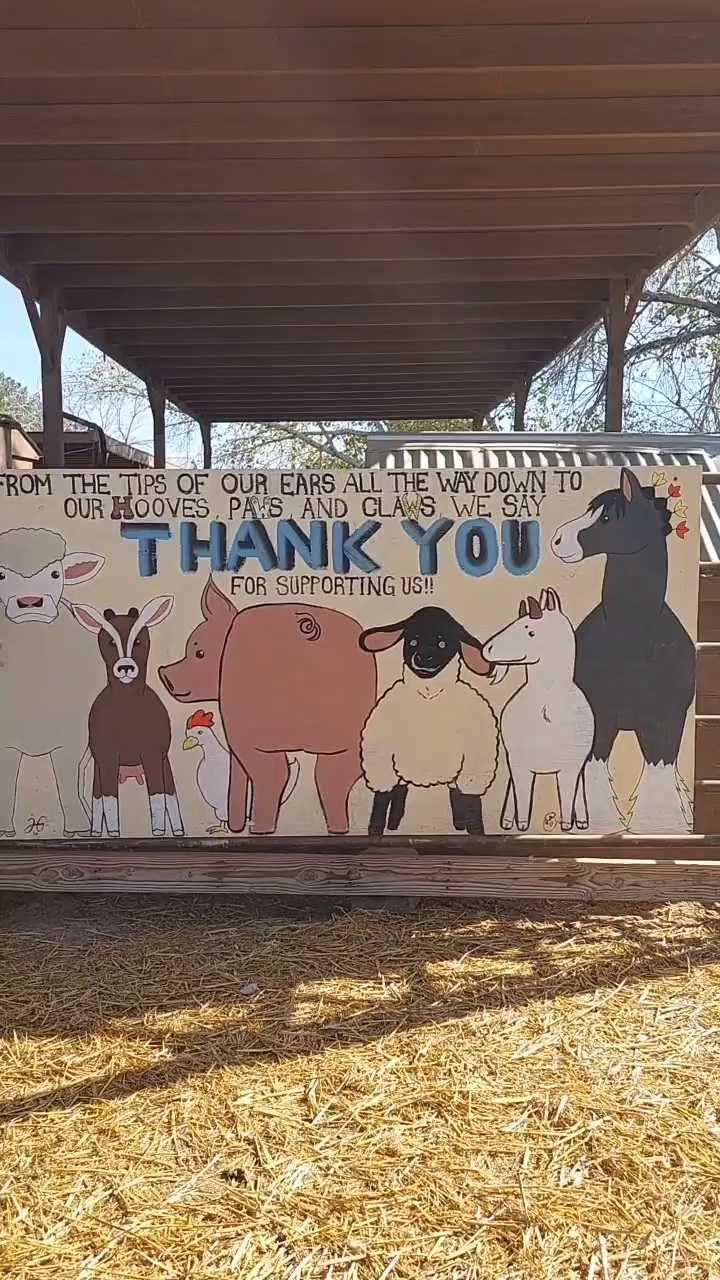 FROM THE TIPS OF OUR EARS ALL THE WAY DOWN TO
OUR HOOVES, PAWS, AND CLAWS, WE SAY
THANK YOU
FOR SUPPORTING US!!